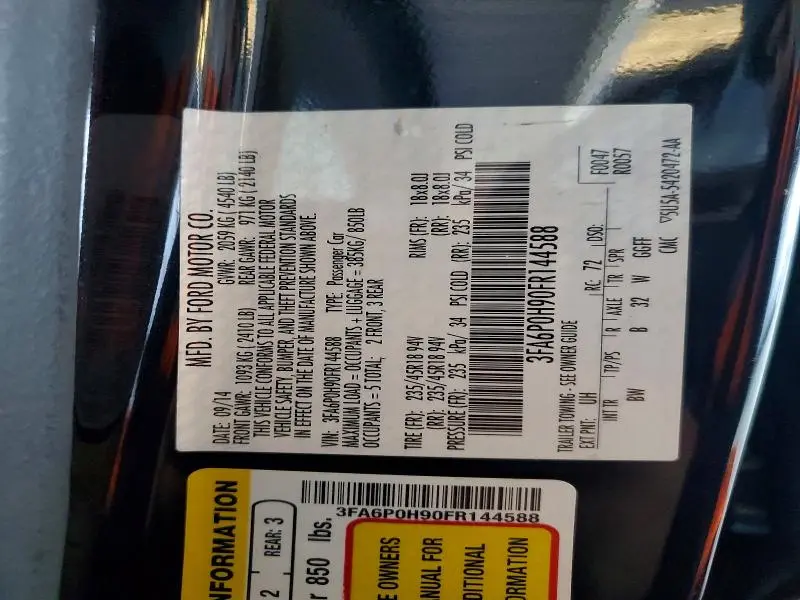 MFD. BY FORD MOTOR CO.
DATE: 09/14 GVWR: 2059 KG ( 4540 LB)
FRONT GAWR: 1093 KG ( 2410 LB) REAR GAWR: 971 KG ( 2140 LB)
THIS VEHICLE CONFORMS TO ALL APPLICABLE FEDERAL MOTOR
VEHICLE SAFETY, BUMPER, AND THEFT PREVENTION STANDARDS
IN EFFECT ON THE DATE OF MANUFACTURE SHOWN ABOVE.
VIN: 3FA6P0H90FR144588 TYPE: Passenger Car
MAXIMUM LOAD = OCCUPANTS + LUGGAGE = 385KG/ 850LB
OCCUPANTS = 5 TOTAL; 2 FRONT, 3 REAR
TIRE (FR): 235/45R18 94V RIMS (FR): 18x8.0J
(RR): 235/45R18 94V (RR): 18x8.0J
PRESSURE (FR): 235 kPa/ 34 PSI COLD (RR): 235 kPa/ 34 PSI COLD
3FA6P0H90FR144588
TRAILER TOWING - SEE OWNER GUIDE F0047
R0057
EXT PNT: UH RC: 72 DSO:
INT TR TP/PS R AXLE TR SPR
BW B 32 W GGFF
CMC ▽5U5A-5420472-AA
3FA6P0H90FR144588
NFORMATION
2 REAR: 3
r 850 lbs.
E OWNERS
ANUAL FOR
DITIONAL
ORMATION